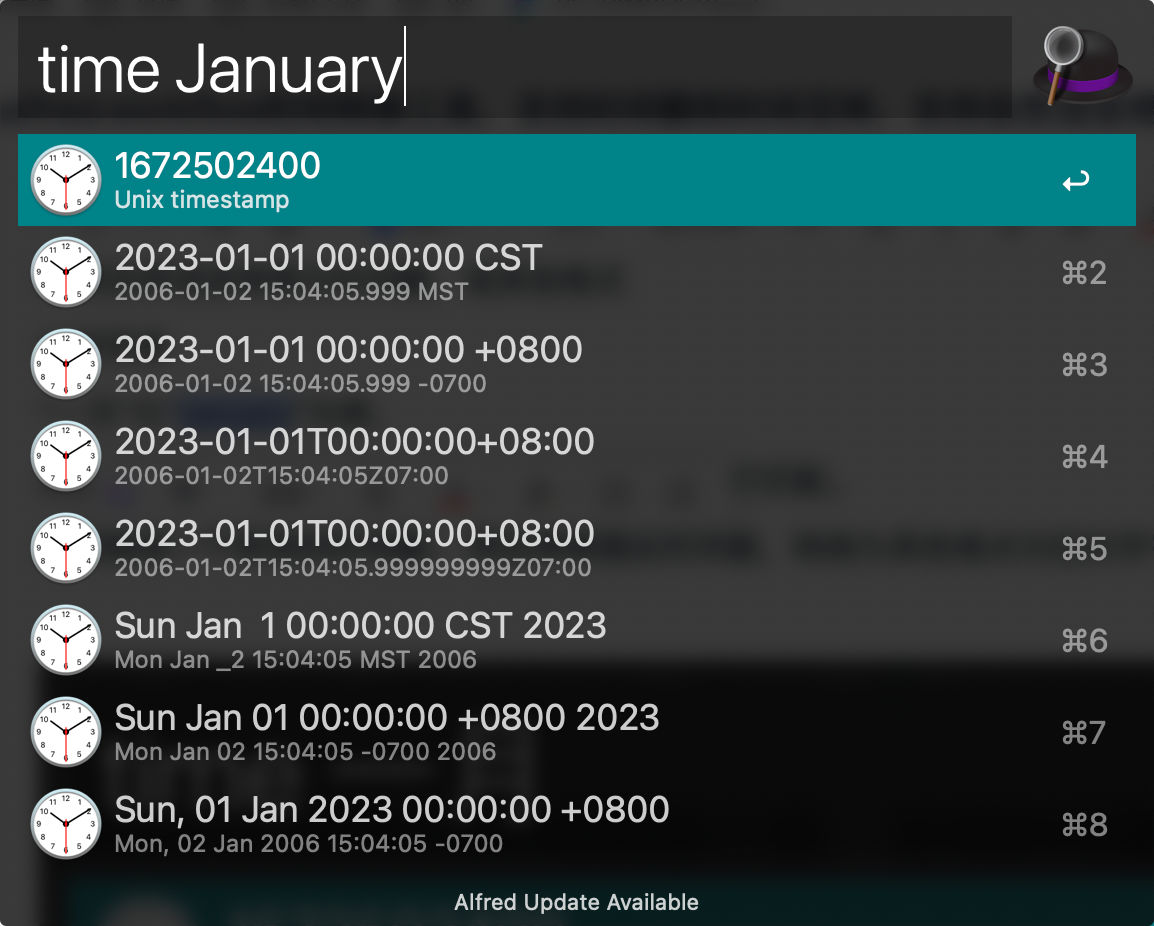 time January
1672502400
Unix timestamp
2023-01-01 00:00:00 CST
2006-01-02 15:04:05.999 MST
⌘2
2023-01-01 00:00:00 +0800
2006-01-02 15:04:05.999 -0700
⌘3
2023-01-01T00:00:00+08:00
2006-01-02T15:04:05Z07:00
⌘4
2023-01-01T00:00:00+08:00
2006-01-02T15:04:05.999999999Z07:00
⌘5
Sun Jan  1 00:00:00 CST 2023
Mon Jan _2 15:04:05 MST 2006
⌘6
Sun Jan 01 00:00:00 +0800 2023
Mon Jan 02 15:04:05 -0700 2006
⌘7
Sun, 01 Jan 2023 00:00:00 +0800
Mon, 02 Jan 2006 15:04:05 -0700
⌘8
Alfred Update Available